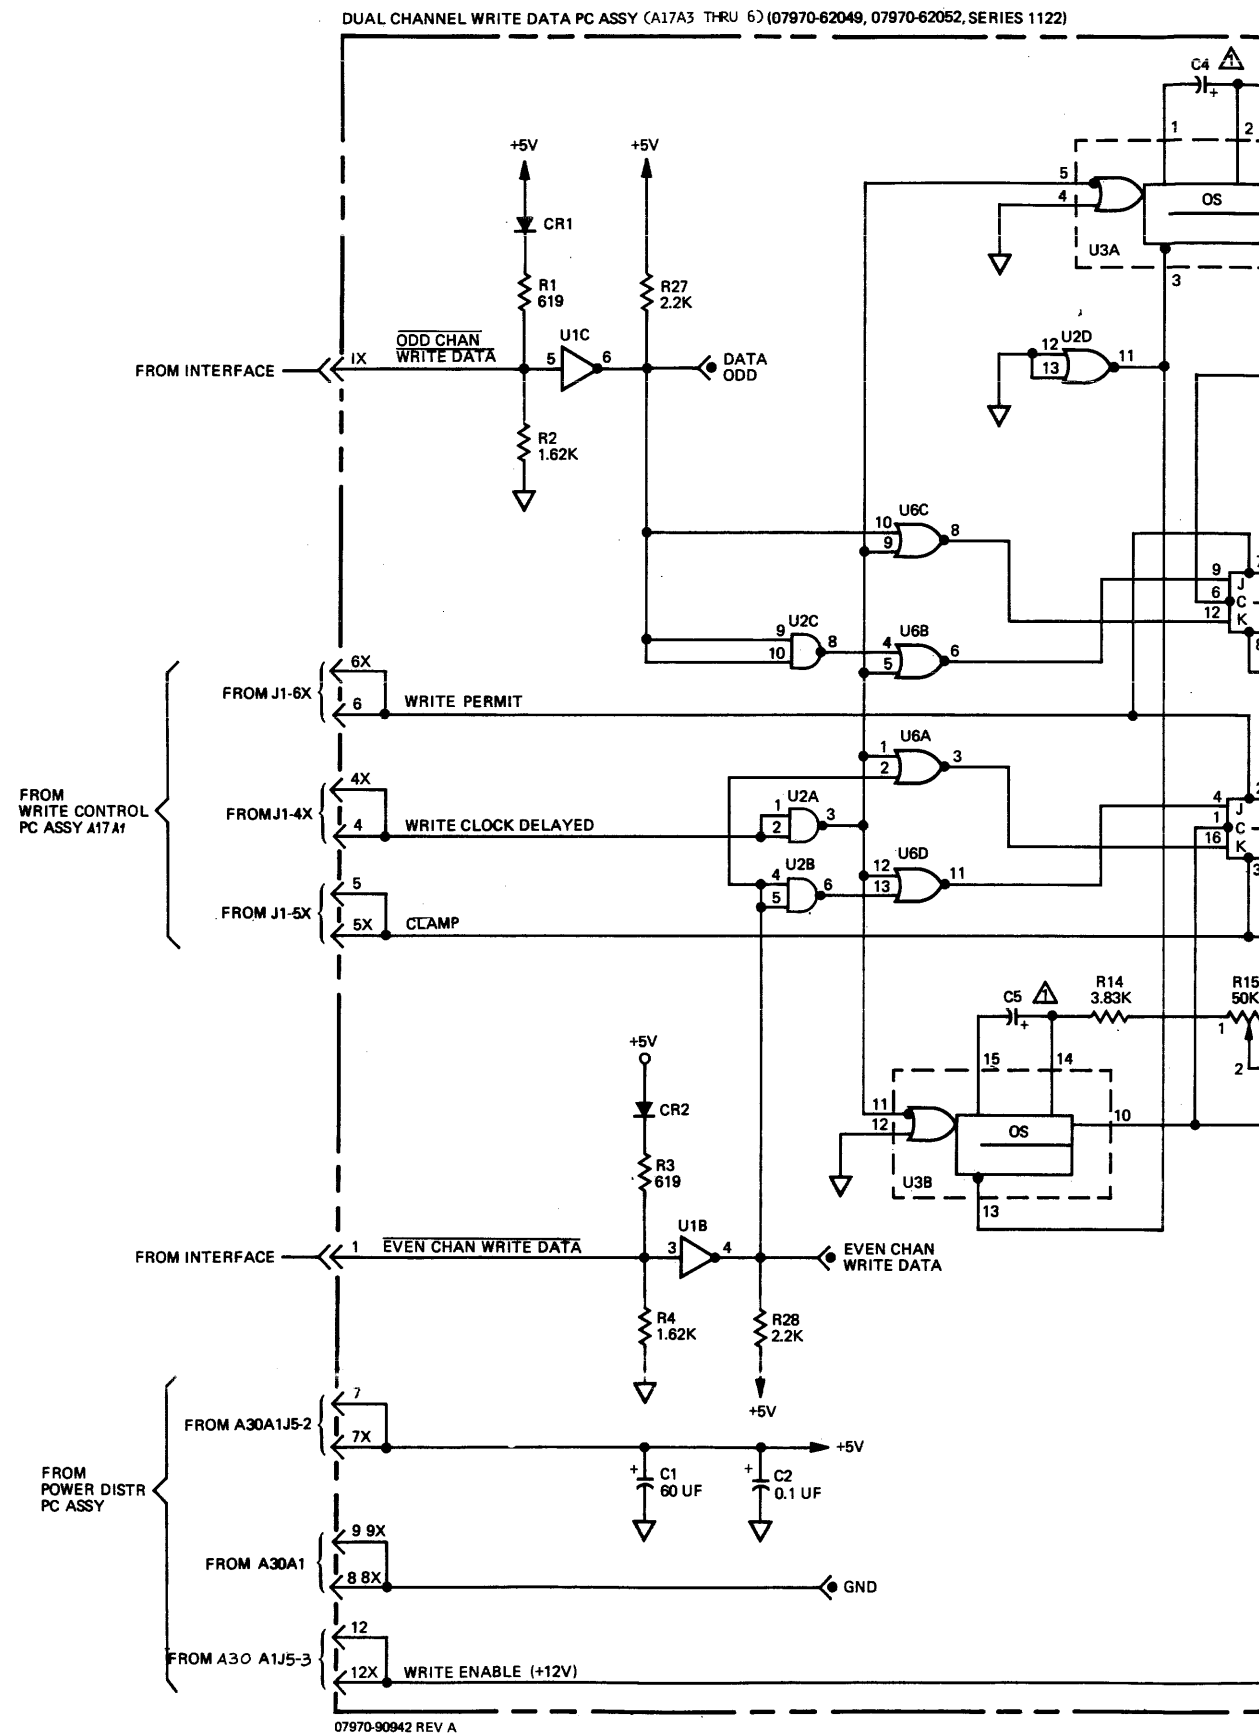 DUAL CHANNEL WRITE DATA PC ASSY (A17A3 THRU 6) (07970-62049, 07970-62052, SERIES 1122)
C4 1
+
1 2
+5V +5V
5
4
OS
CR1
U3A
3
R1
619
R27
2.2K
U1C
U2D
ODD CHAN
WRITE DATA
FROM INTERFACE
IX
5 6
DATA
ODD
12
13
11
R2
1.62K
U6C
10
9
8
9
6
12
J
C
K
7
8
U2C
9
10
8
U6B
4
5
6
6X
FROM J1-6X
6
WRITE PERMIT
U6A
1
2
3
4X
FROM J1-4X
4
WRITE CLOCK DELAYED
U2A
1
2
3
FROM
WRITE CONTROL
PC ASSY A17A1
4
1
16
J
C
K
2
3
U2B
4
5
6
U6D
12
13
11
5
FROM J1-5X
5X
CLAMP
C5 1
+
R14
3.83K
R15
50K
1
2
15 14
+5V
CR2
11
12
OS
10
U3B
13
R3
619
U1B
FROM INTERFACE
1
EVEN CHAN WRITE DATA
3 4
EVEN CHAN
WRITE DATA
R4
1.62K
R28
2.2K
+5V
7
FROM A30A1J5-2
7X
+5V
FROM
POWER DISTR
PC ASSY
+
C1
60 UF
+
C2
0.1 UF
9 9X
FROM A30A1
8 8X
GND
12
FROM A30 A1J5-3
12X
WRITE ENABLE (+12V)
07970-90942 REV A